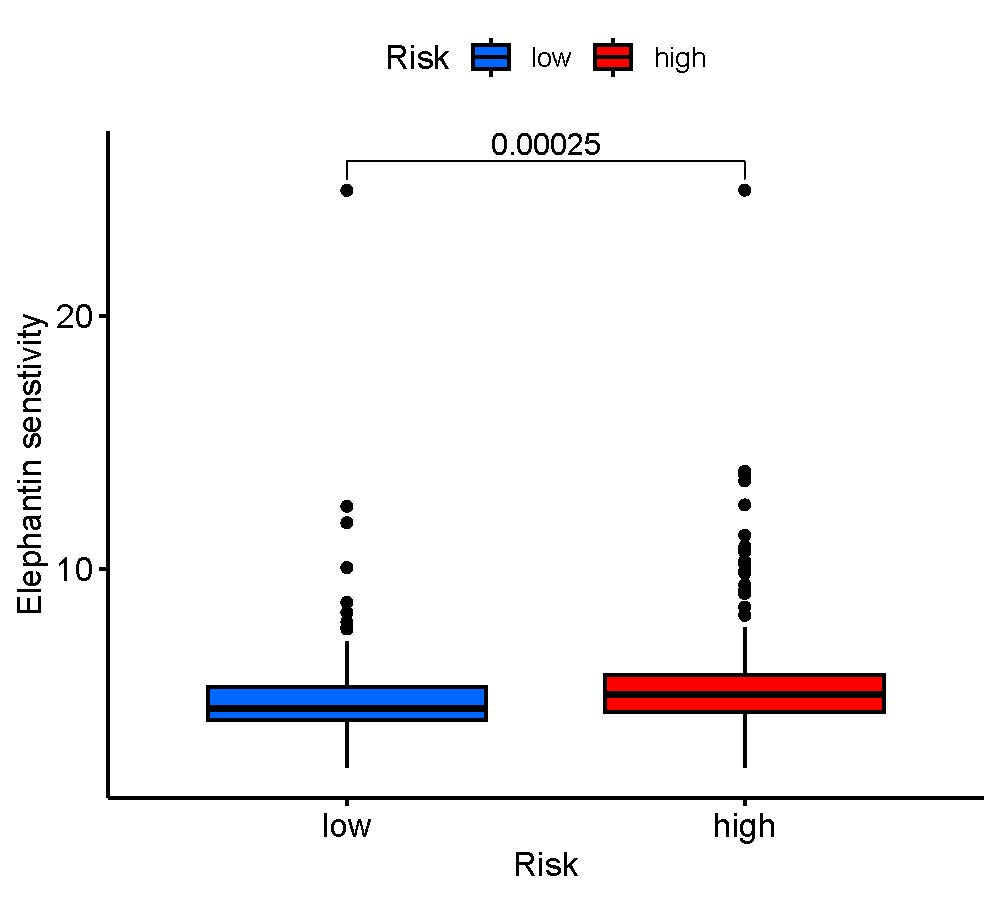 Risk low high
0.00025
20
10
Elephantin senstivity
low high
Risk